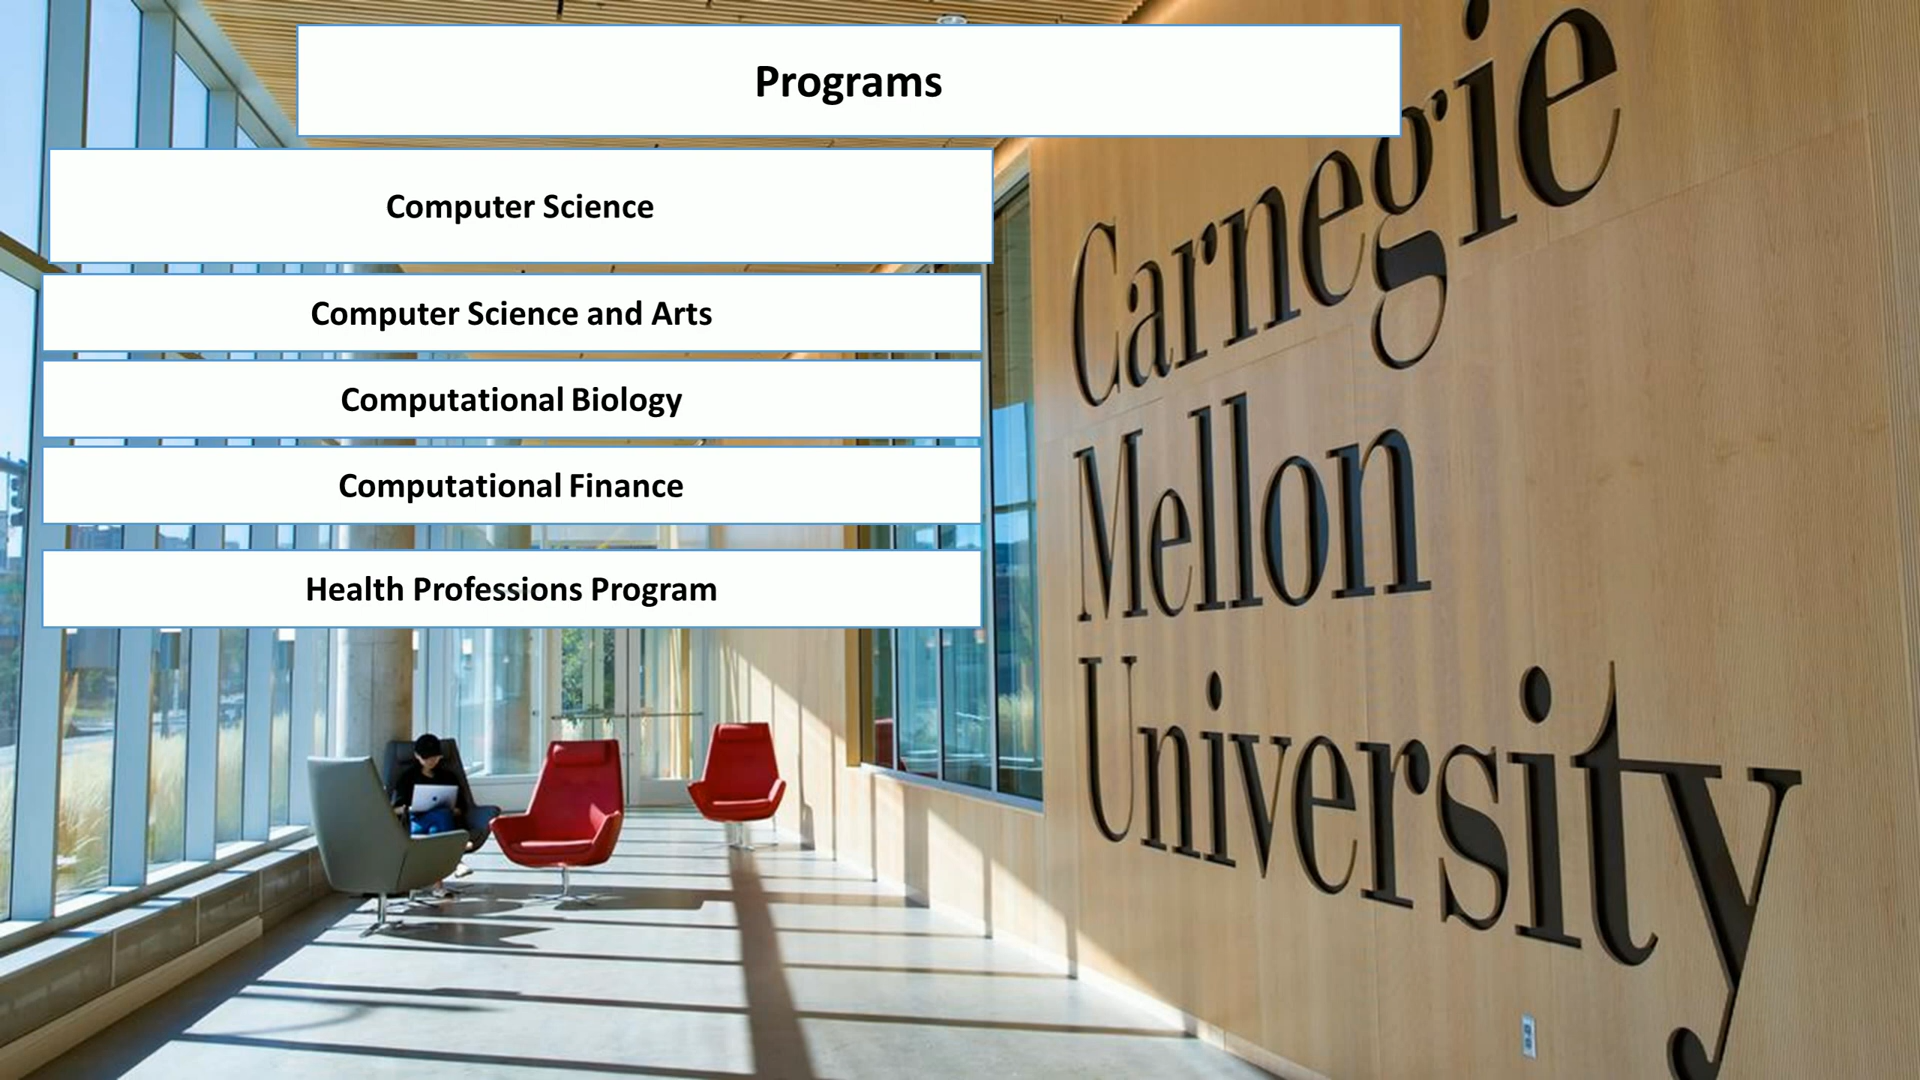 Programs
Computer Science
Computer Science and Arts
Computational Biology
Computational Finance
Health Professions Program
Carnegie
Mellon
University